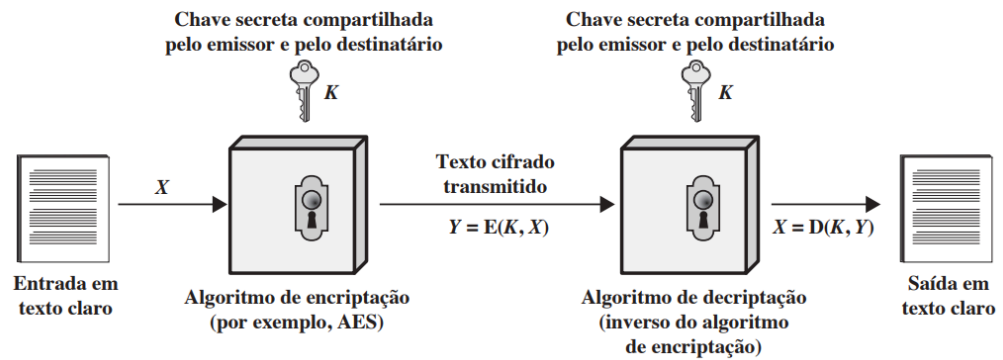 Chave secreta compartilhada
pelo emissor e pelo destinatário
K
Chave secreta compartilhada
pelo emissor e pelo destinatário
K
Entrada em
texto claro
X
Algoritmo de encriptação
(por exemplo, AES)
Texto cifrado
transmitido
Y = E(K, X)
Algoritmo de decriptação
(inverso do algoritmo
de encriptação)
X = D(K, Y)
Saída em
texto claro